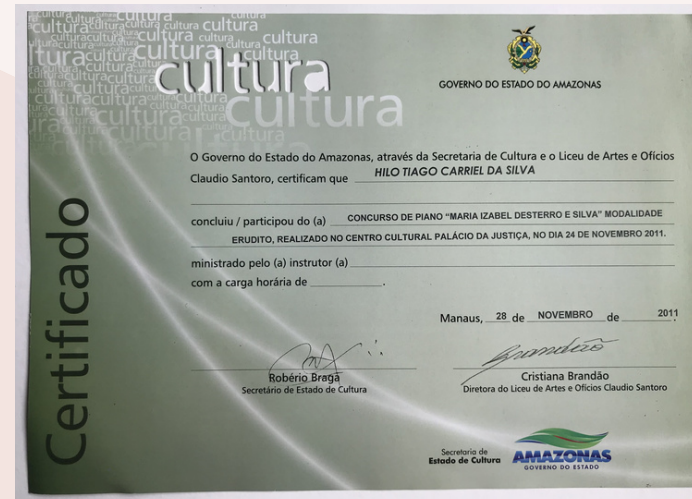 cultura
cultura
GOVERNO DO ESTADO DO AMAZONAS
Certificado
O Governo do Estado do Amazonas, através da Secretaria de Cultura e o Liceu de Artes e Ofícios
Claudio Santoro, certificam que HILO TIAGO CARRIEL DA SILVA
concluiu / participou do (a) CONCURSO DE PIANO “MARIA IZABEL DESTERRO E SILVA” MODALIDADE
ERUDITO, REALIZADO NO CENTRO CULTURAL PALÁCIO DA JUSTIÇA, NO DIA 24 DE NOVEMBRO 2011.
ministrado pelo (a) instrutor (a)
com a carga horária de .
Manaus, 28 de NOVEMBRO de 2011,
Brandão
Robério Braga
Secretário de Estado de Cultura
Cristiana Brandão
Diretora do Liceu de Artes e Ofícios Claudio Santoro
Secretaria de
Estado de Cultura
AMAZONAS
GOVERNO DO ESTADO